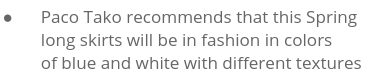 ● Paco Tako recommends that this Spring
long skirts will be in fashion in colors
of blue and white with different textures